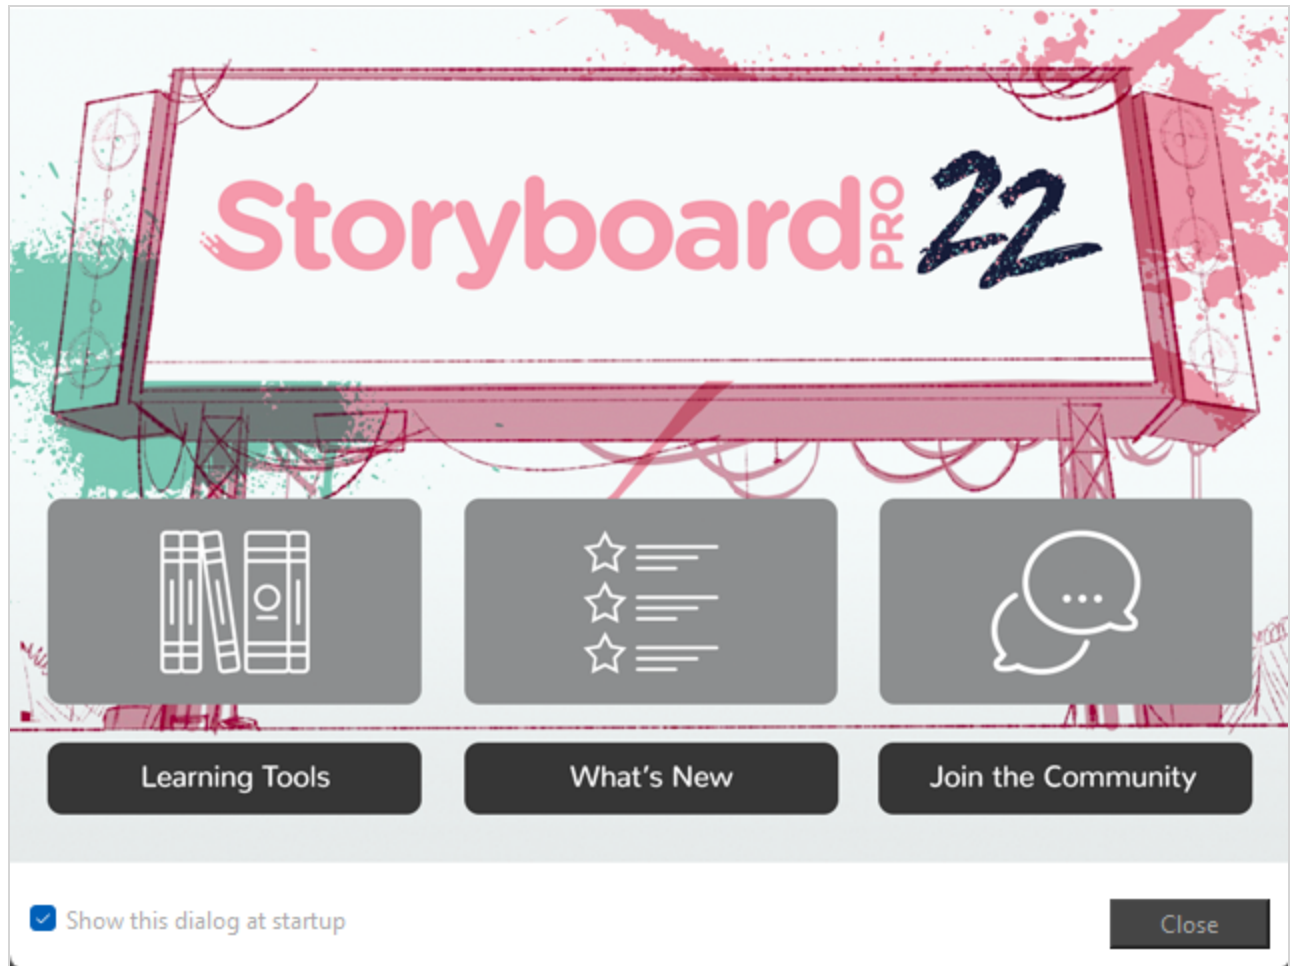 Storyboard PRO 22
Learning Tools
What's New
Join the Community
Show this dialog at startup
Close